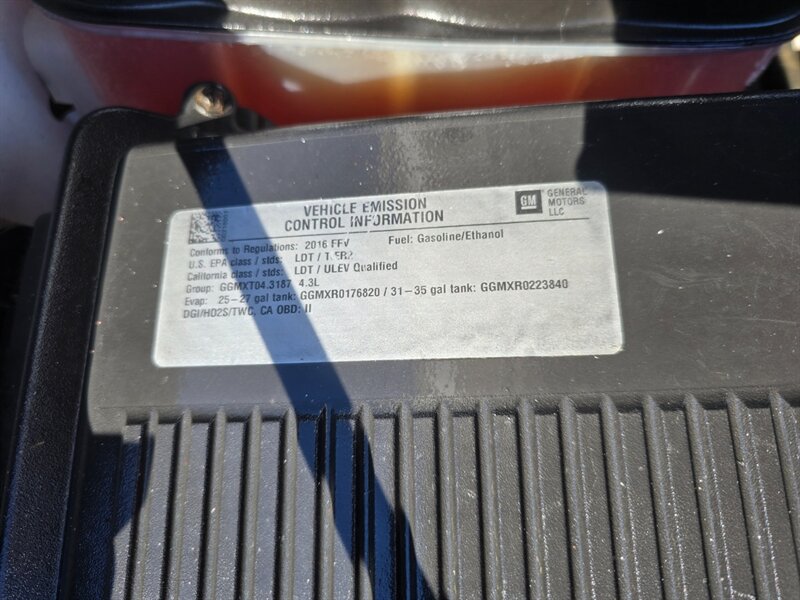 VEHICLE EMISSION
CONTROL INFORMATION
GM
GENERAL
MOTORS
LLC
Conforms to Regulations: 2016 FFV Fuel: Gasoline/Ethanol
U.S. EPA class / stds: LDT / TIER2
California class / stds: LDT / ULEV Qualified
Group: GGMXT04.3187 4.3L
Evap: 25-27 gal tank: GGMXR0176820 / 31-35 gal tank: GGMXR0223840
DGI/HO2S/TWC, CA OBD: II